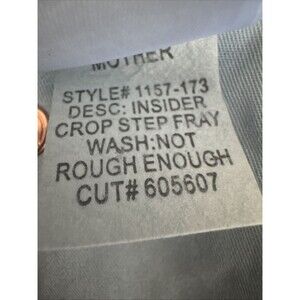 MOTHER
STYLE# 1157-173
DESC: INSIDER
CROP STEP FRAY
WASH:NOT
ROUGH ENOUGH
CUT# 605607